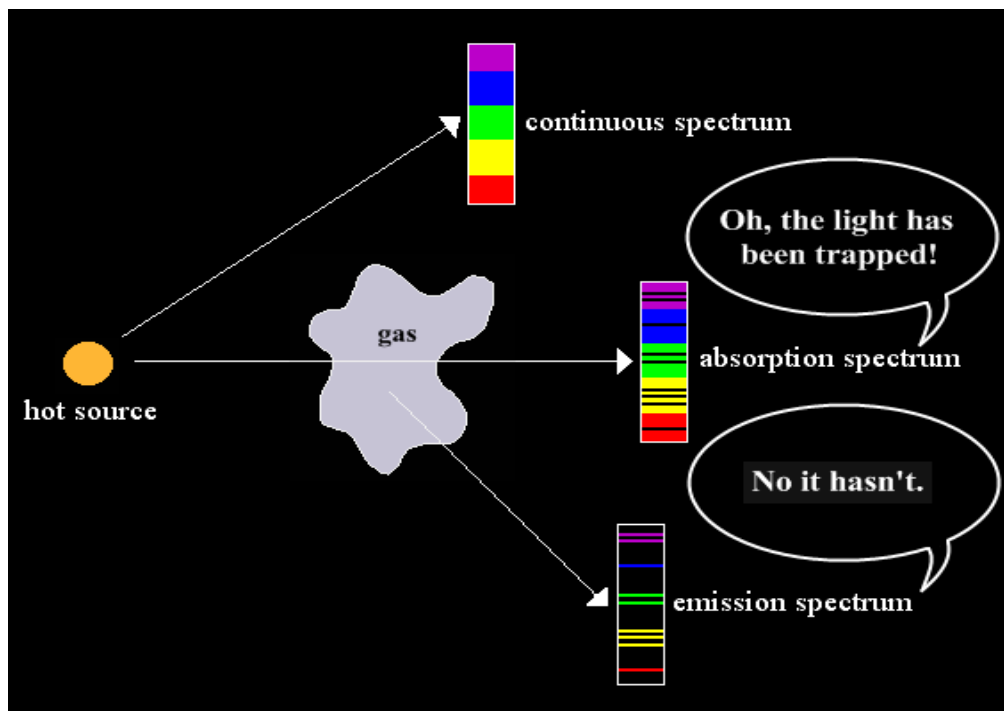 continuous spectrum
Oh, the light has
been trapped!
gas
absorption spectrum
hot source
No it hasn't.
emission spectrum